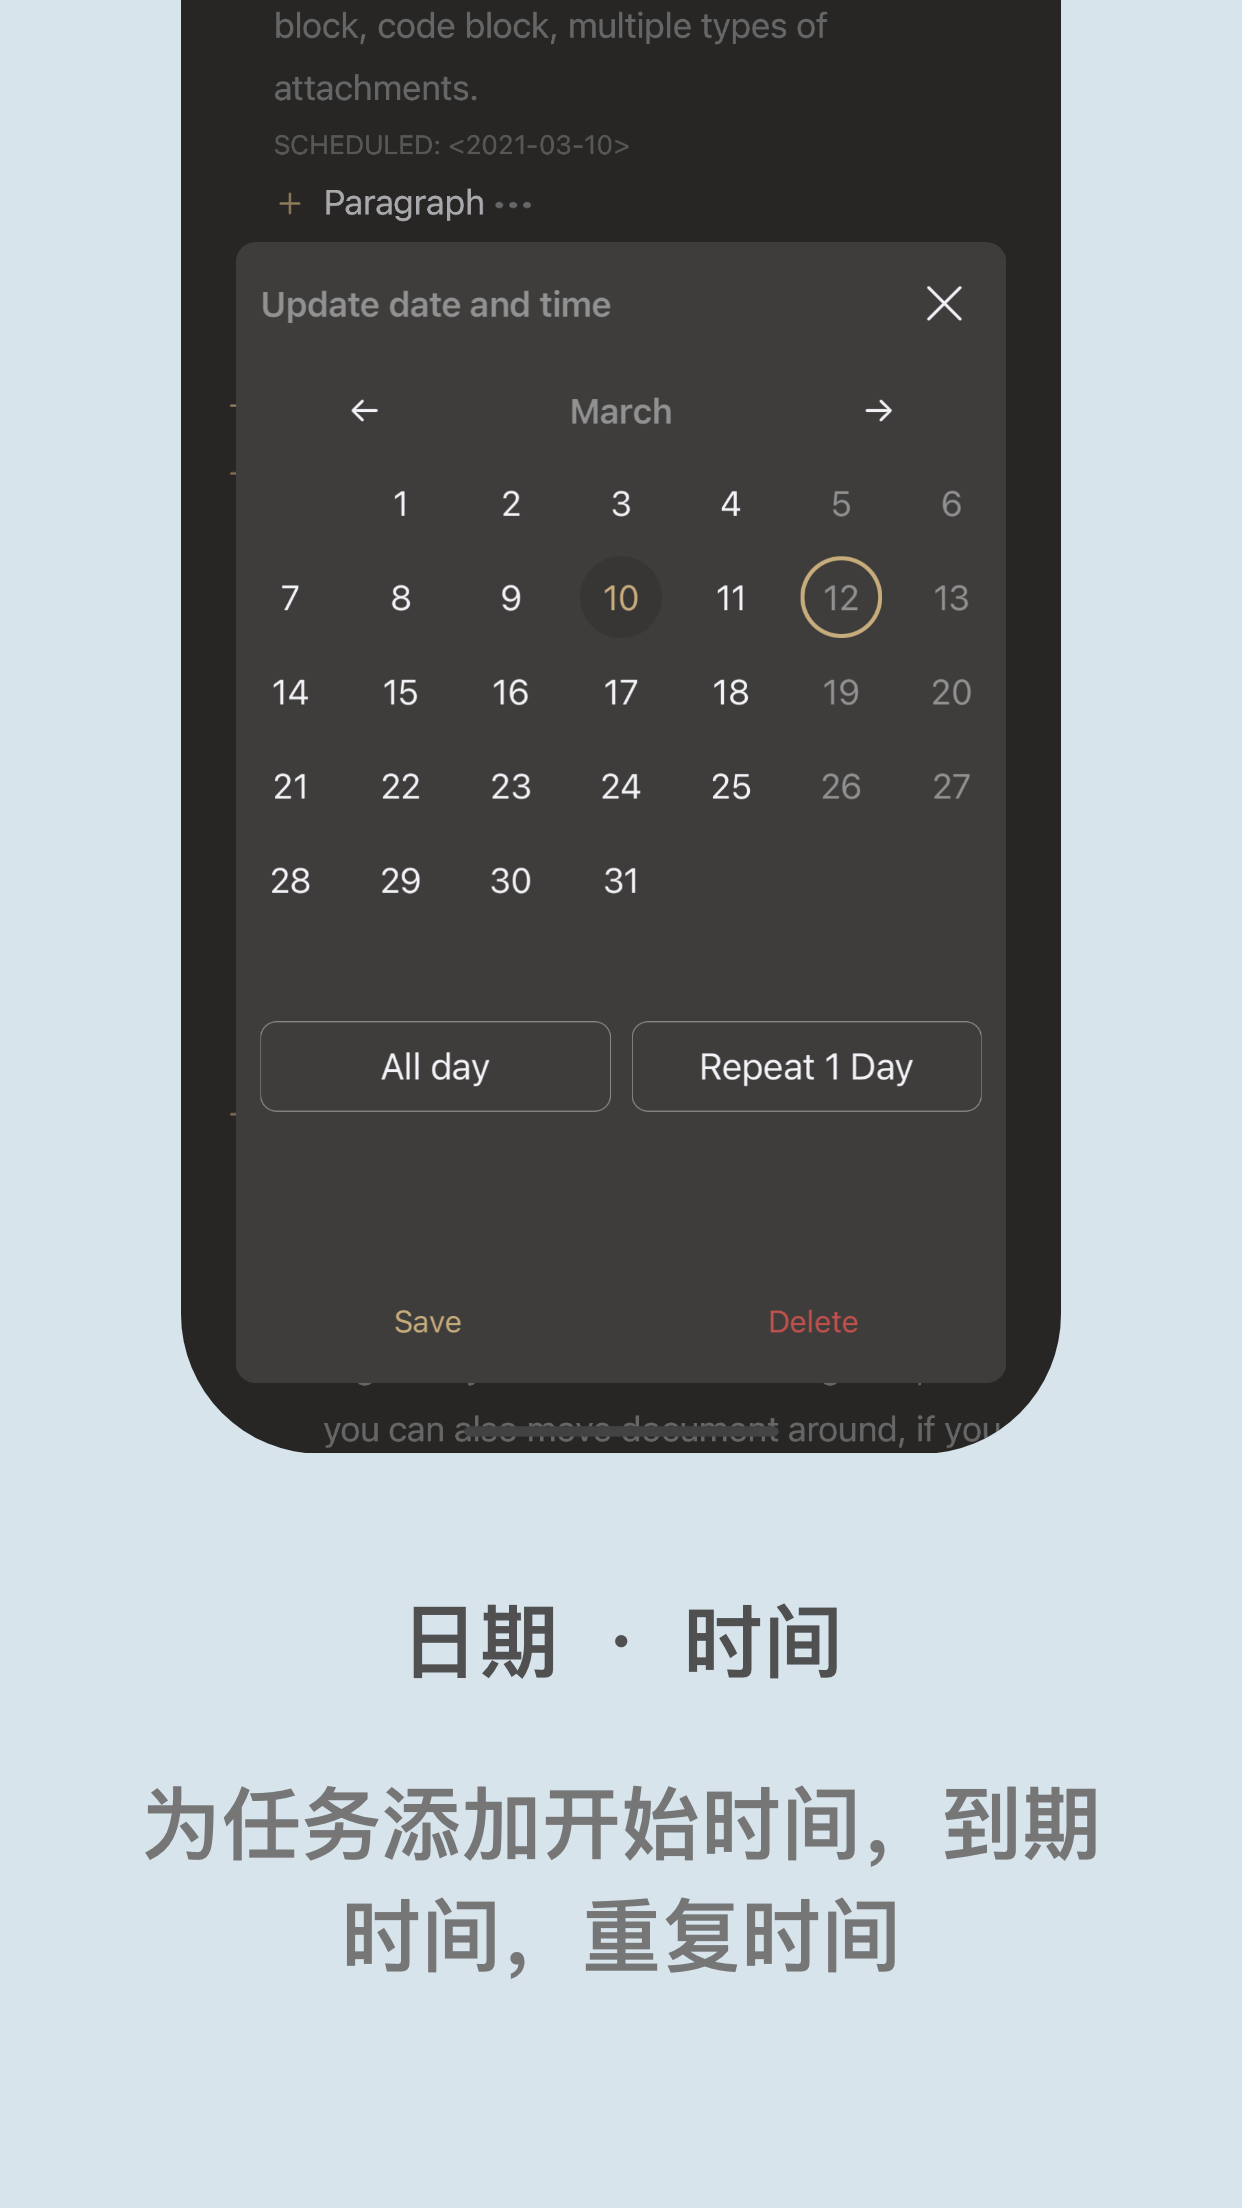 block, code block, multiple types of
attachments.
SCHEDULED: <2021-03-10>
+ Paragraph •••
Update date and time
← March →
1 2 3 4 5 6
7 8 9 10 11 12 13
14 15 16 17 18 19 20
21 22 23 24 25 26 27
28 29 30 31
All day Repeat 1 Day
Save Delete
you can also move document around, if you
日期 · 时间
为任务添加开始时间，到期
时间，重复时间